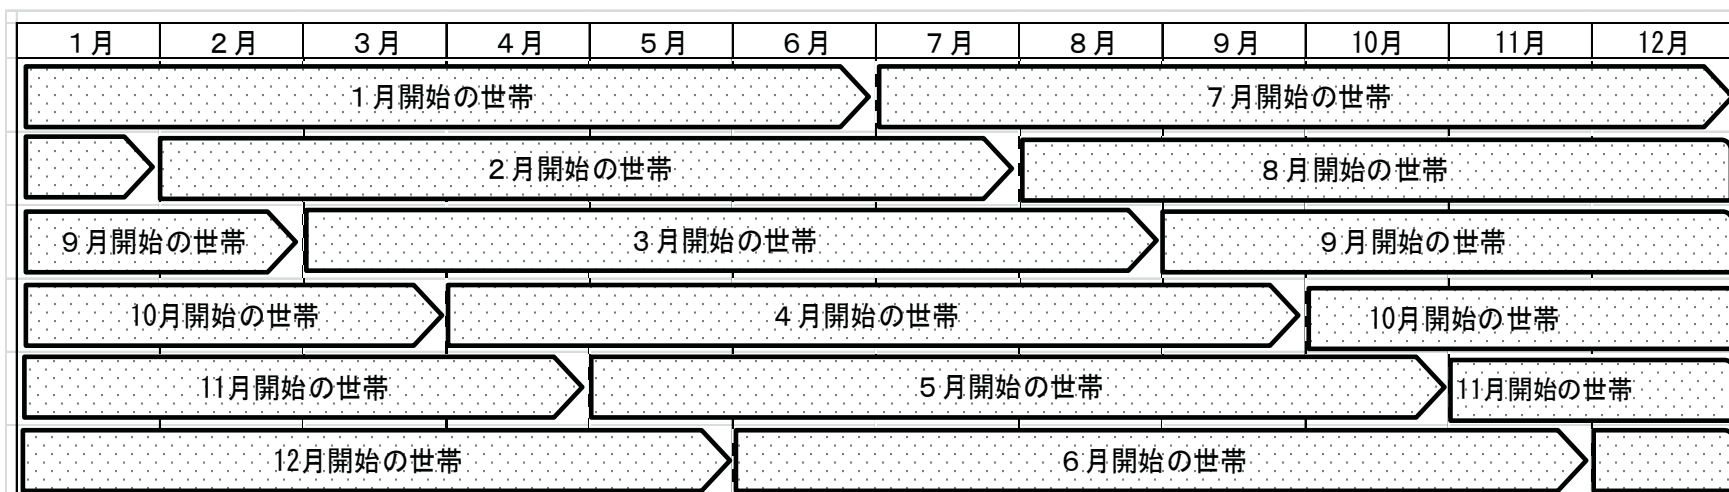 １月 ２月 ３月 ４月 ５月 ６月 ７月 ８月 ９月 10月 11月 12月
１月開始の世帯 ７月開始の世帯
２月開始の世帯 ８月開始の世帯
９月開始の世帯 ３月開始の世帯 ９月開始の世帯
10月開始の世帯 ４月開始の世帯 10月開始の世帯
11月開始の世帯 ５月開始の世帯 11月開始の世帯
12月開始の世帯 ６月開始の世帯